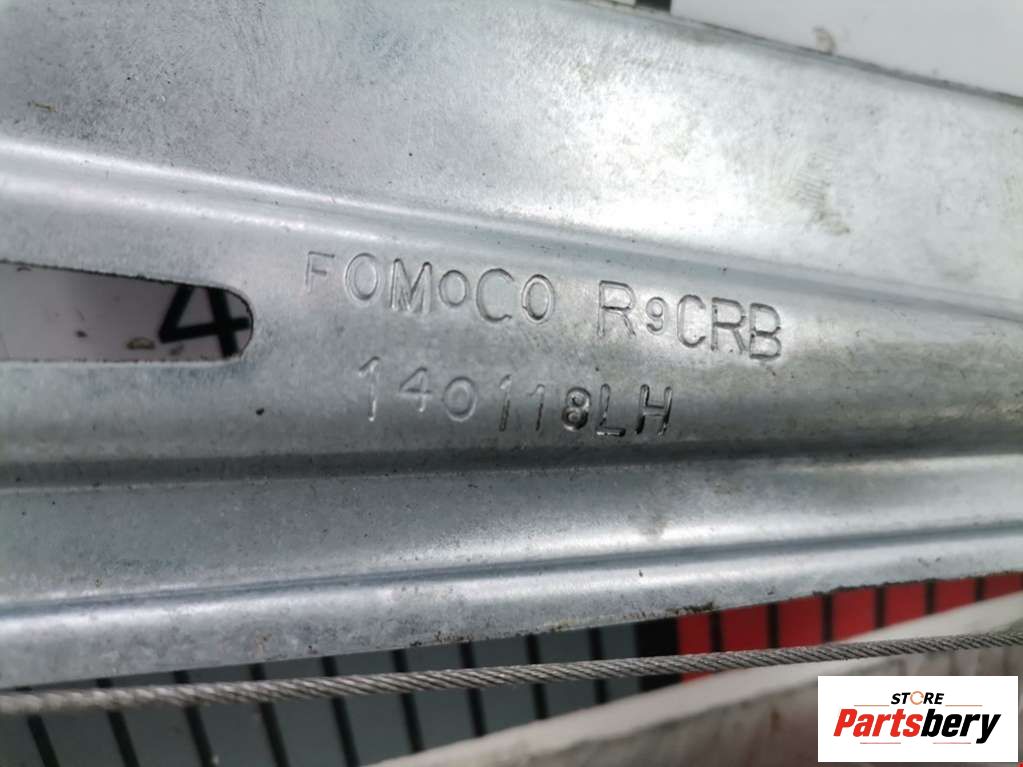 FOMoCO R9CRB
140118LH
4
STORE
Partsbery